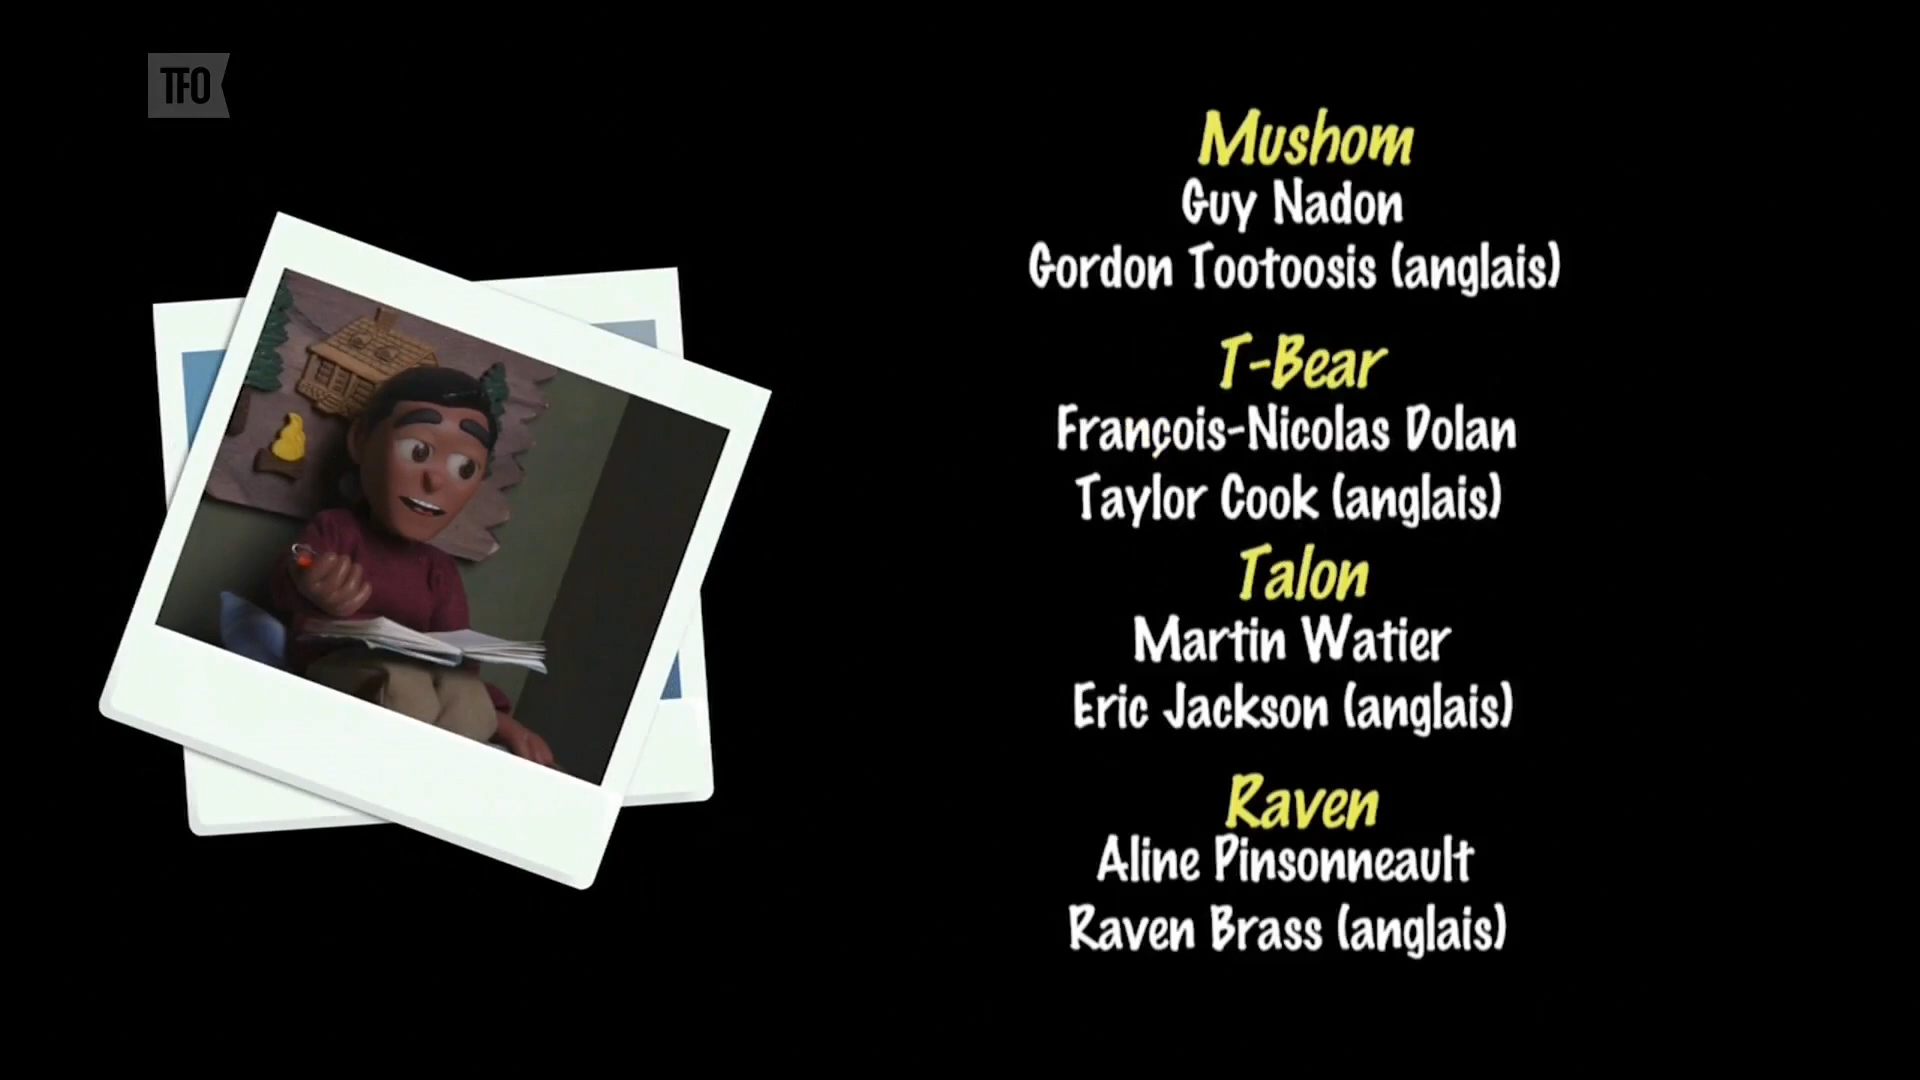 TFO
Mushom
Guy Nadon
Gordon Tootoosis (anglais)
T-Bear
François-Nicolas Dolan
Taylor Cook (anglais)
Talon
Martin Watier
Eric Jackson (anglais)
Raven
Aline Pinsonneault
Raven Brass (anglais)